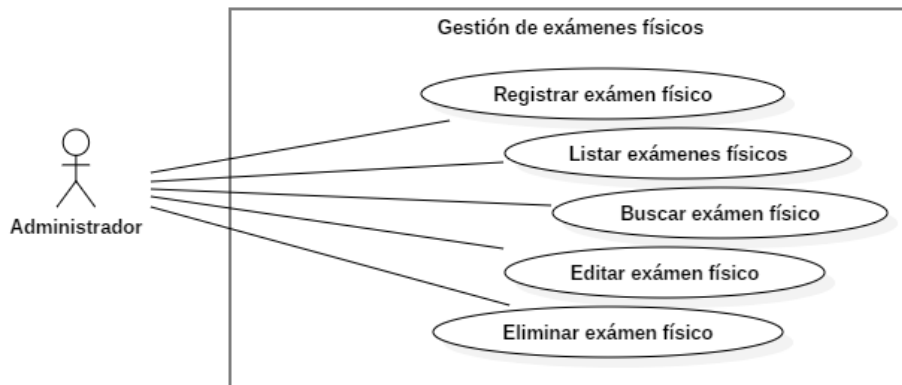 Gestión de exámenes físicos
Registrar exámen físico
Listar exámenes físicos
Administrador
Buscar exámen físico
Editar exámen físico
Eliminar exámen físico